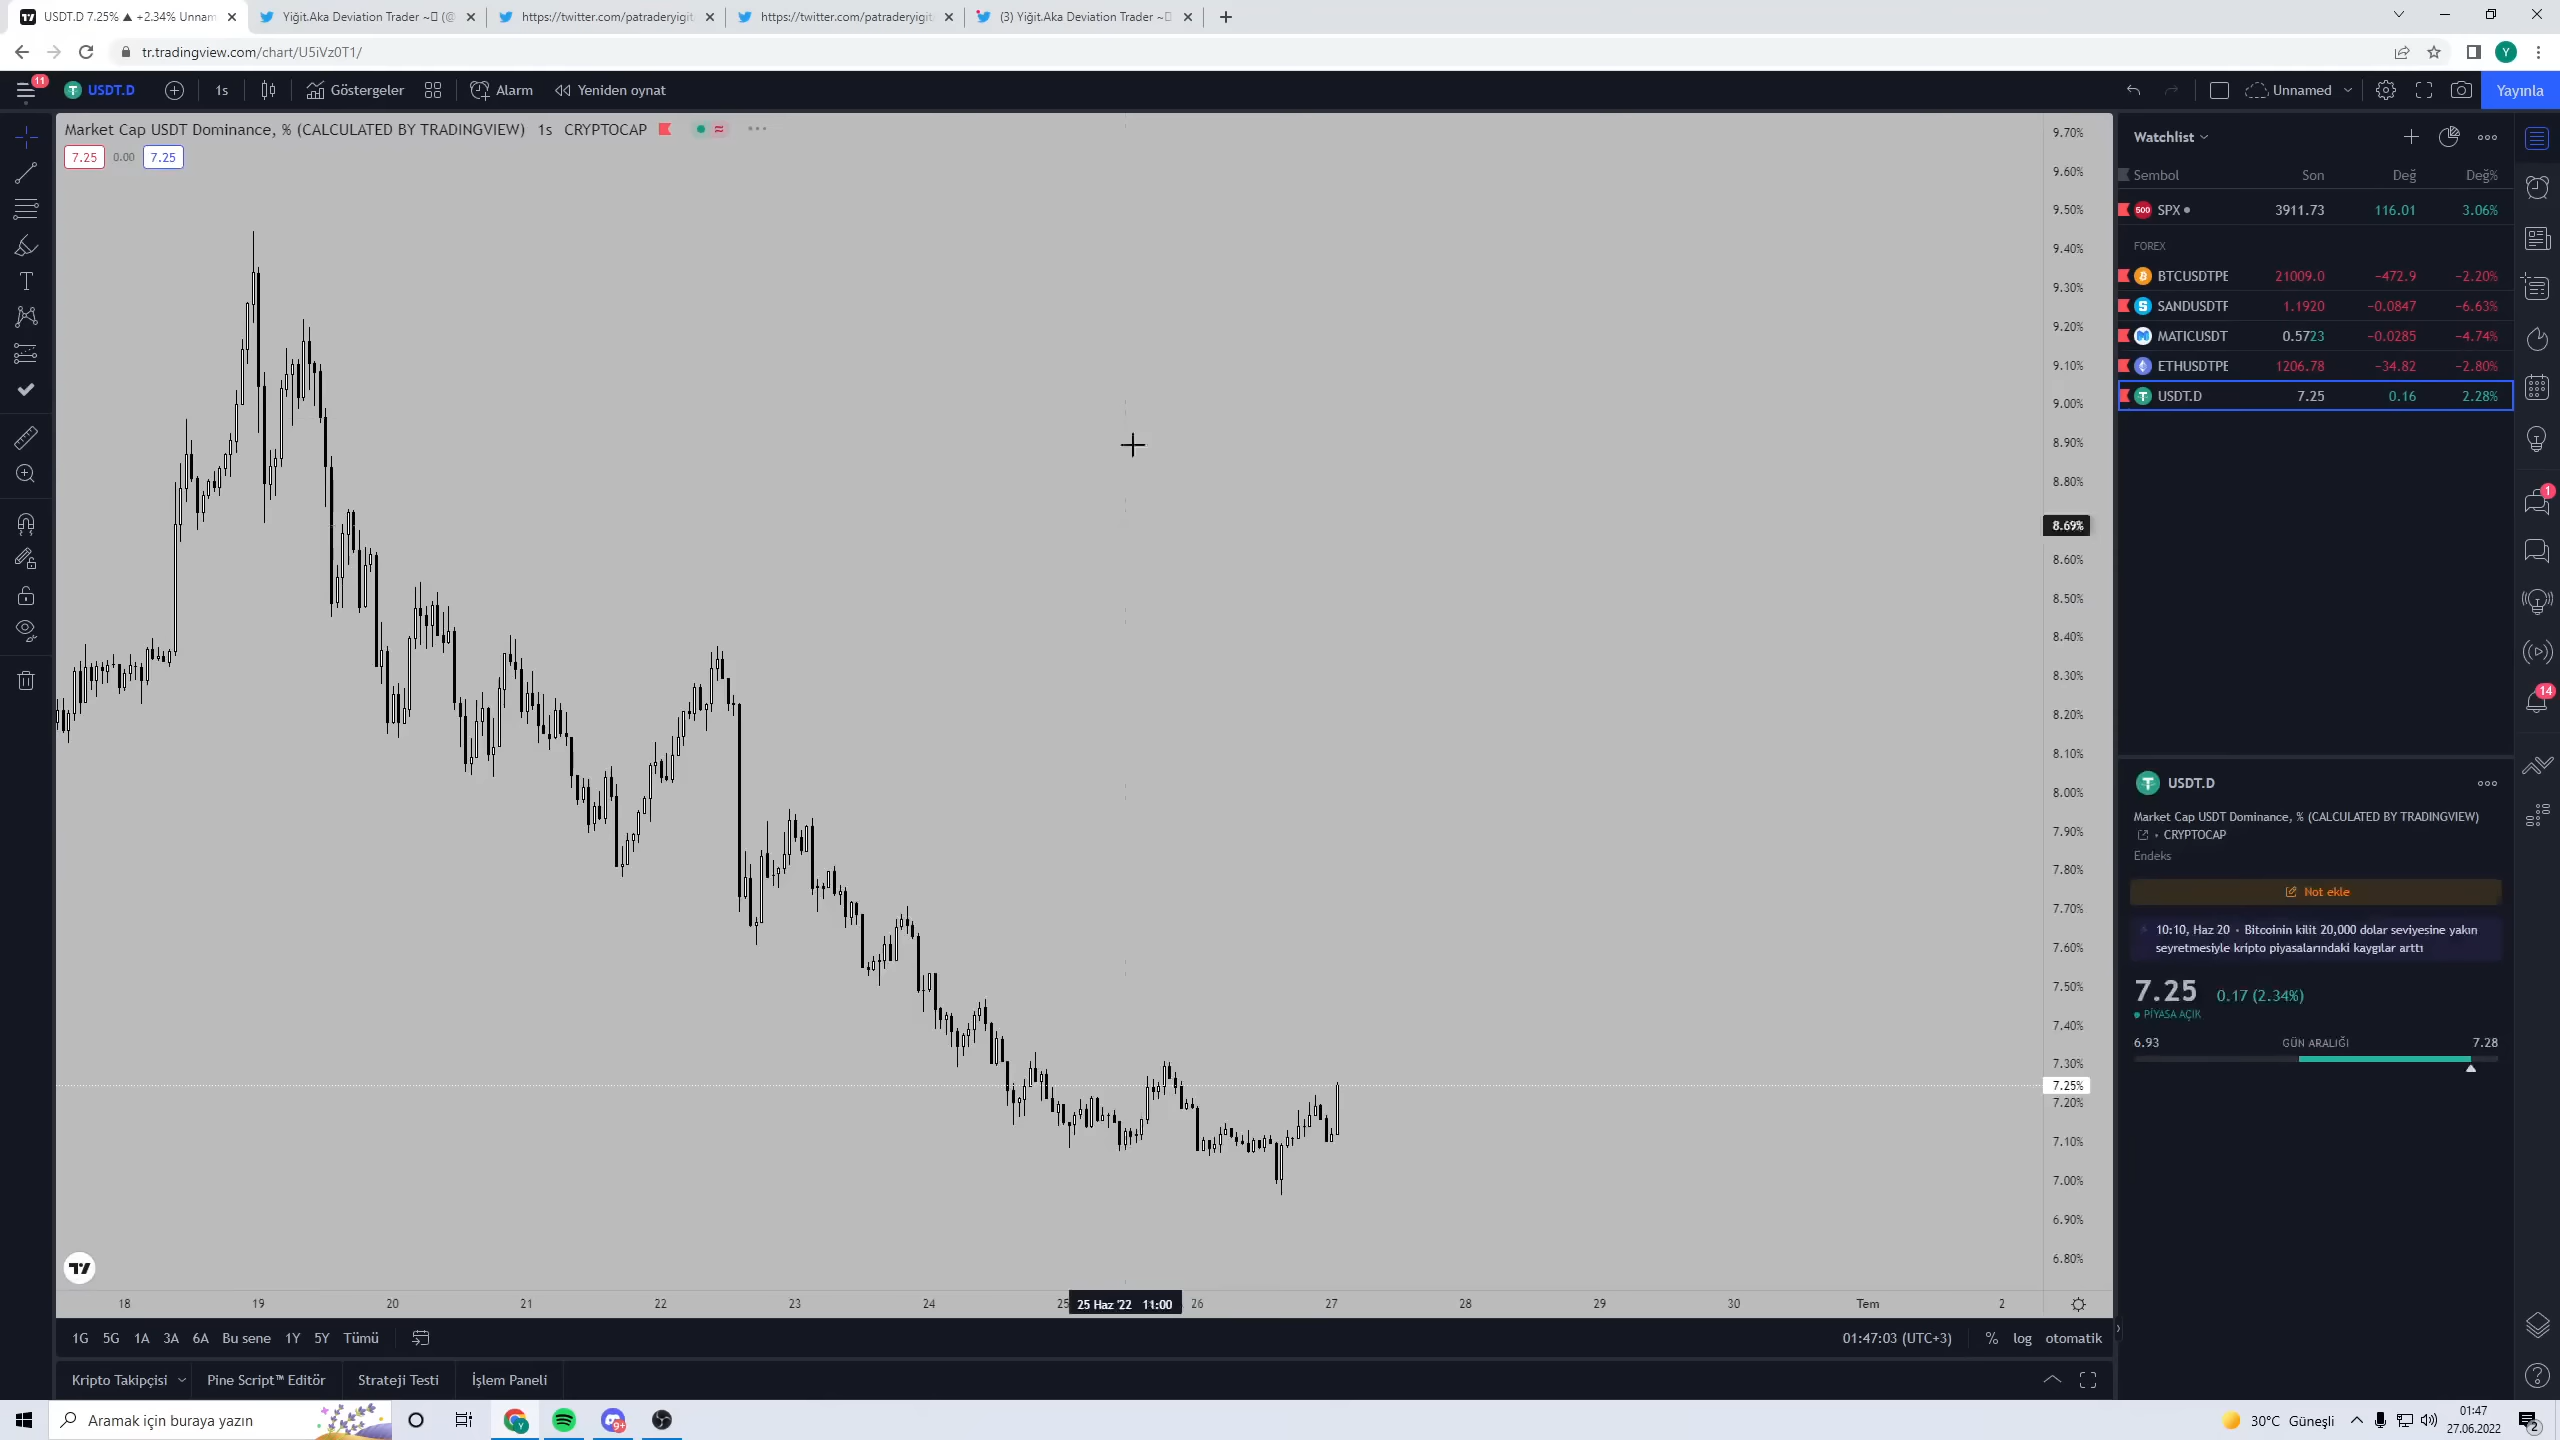 USDT.D 7.25% ▲ +2.34% Unnam
Yiğit.Aka Deviation Trader ~
https://twitter.com/patraderyigit
https://twitter.com/patraderyigit
(3) Yiğit.Aka Deviation Trader ~
tr.tradingview.com/chart/U5iVz0T1/
Y
11
USDT.D
1s
Göstergeler
Alarm
Yeniden oynat
Unnamed
Yayınla
Market Cap USDT Dominance, % (CALCULATED BY TRADINGVIEW) 1s CRYPTOCAP
7.25 0.00 7.25
9.70%
9.60%
9.50%
9.40%
9.30%
9.20%
9.10%
9.00%
8.90%
8.80%
8.69%
8.60%
8.50%
8.40%
8.30%
8.20%
8.10%
8.00%
7.90%
7.80%
7.70%
7.60%
7.50%
7.40%
7.30%
7.25%
7.20%
7.10%
7.00%
6.90%
6.80%
18 19 20 21 22 23 24 25 25 Haz '22 11:00 26 27 28 29 30 Tem 2
1G 5G 1A 3A 6A Bu sene 1Y 5Y Tümü
01:47:03 (UTC+3) % log otomatik
Kripto Takipçisi Pine Script™ Editör Strateji Testi İşlem Paneli
Watchlist
Sembol Son Değ Değ%
500 SPX 3911.73 116.01 3.06%
FOREX
BTCUSDTPE 21009.0 −472.9 −2.20%
SANDUSDTF 1.1920 −0.0847 −6.63%
MATICUSDT 0.5723 −0.0285 −4.74%
ETHUSDTPE 1206.78 −34.82 −2.80%
USDT.D 7.25 0.16 2.28%
USDT.D
Market Cap USDT Dominance, % (CALCULATED BY TRADINGVIEW)
• CRYPTOCAP
Endeks
Not ekle
10:10, Haz 20 • Bitcoinin kilit 20,000 dolar seviyesine yakın
seyretmesiyle kripto piyasalarındaki kaygılar arttı
7.25 0.17 (2.34%)
PİYASA AÇIK
6.93 GÜN ARALIĞI 7.28
1
14
Aramak için buraya yazın
9+
30°C Güneşli
01:47
27.06.2022
2